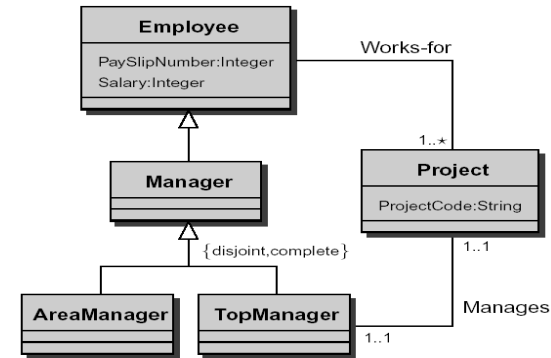 Employee
PaySlipNumber:Integer
Salary:Integer
Works-for
1..*
Manager
Project
ProjectCode:String
{disjoint,complete}
1..1
AreaManager
TopManager
Manages
1..1